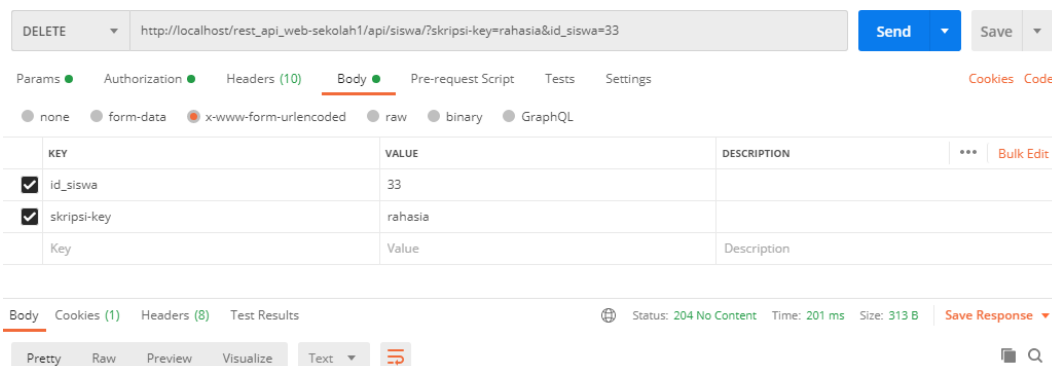 DELETE http://localhost/rest_api_web-sekolah1/api/siswa/?skripsi-key=rahasia&id_siswa=33 Send Save
Params Authorization Headers (10) Body Pre-request Script Tests Settings Cookies Code
none form-data x-www-form-urlencoded raw binary GraphQL
KEY VALUE DESCRIPTION ••• Bulk Edit
id_siswa 33
skripsi-key rahasia
Key Value Description
Body Cookies (1) Headers (8) Test Results Status: 204 No Content Time: 201 ms Size: 313 B Save Response
Pretty Raw Preview Visualize Text